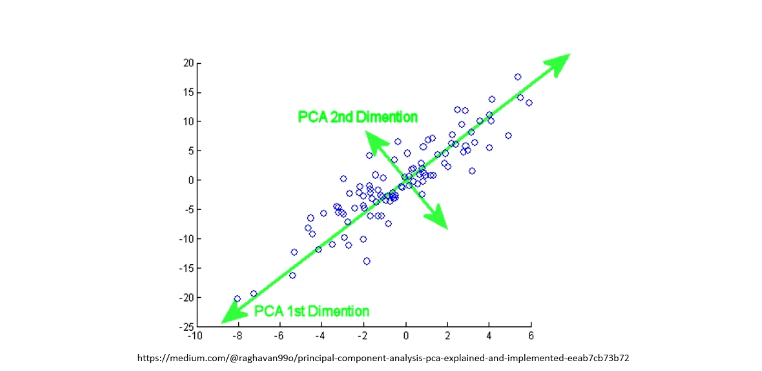 20
15
10
5
0
-5
-10
-15
-20
-25
PCA 2nd Dimention
PCA 1st Dimention
-10 -8 -6 -4 -2 0 2 4 6
https://medium.com/@raghavan99o/principal-component-analysis-pca-explained-and-implemented-eeab7cb73b72